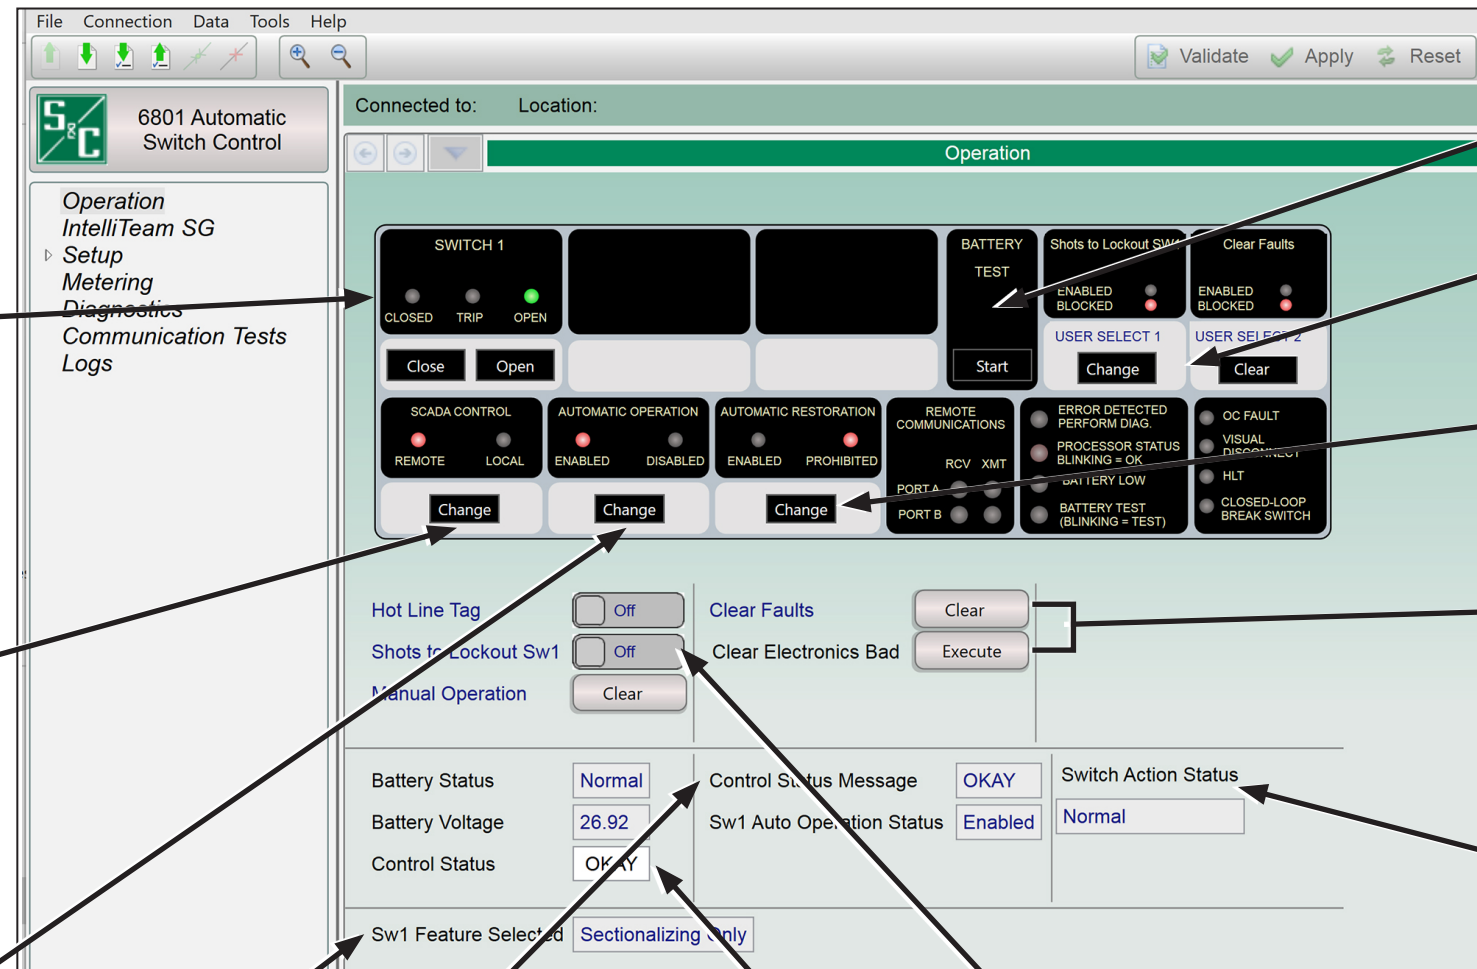 File Connection Data Tools Help
Validate Apply Reset
S&C
6801 Automatic
Switch Control
Connected to: Location:
Operation
Operation
IntelliTeam SG
Setup
Metering
Diagnostics
Communication Tests
Logs
SWITCH 1
CLOSED TRIP OPEN
Close Open
BATTERY
TEST
Start
Shots to Lockout SW1
ENABLED
BLOCKED
USER SELECT 1
Change
Clear Faults
ENABLED
BLOCKED
USER SELECT 2
Clear
SCADA CONTROL
REMOTE LOCAL
Change
AUTOMATIC OPERATION
ENABLED DISABLED
Change
AUTOMATIC RESTORATION
ENABLED PROHIBITED
Change
REMOTE
COMMUNICATIONS
RCV XMT
PORT A
PORT B
ERROR DETECTED
PERFORM DIAG.
PROCESSOR STATUS
BLINKING = OK
BATTERY LOW
BATTERY TEST
(BLINKING = TEST)
OC FAULT
VISUAL
DISCONNECT
HLT
CLOSED-LOOP
BREAK SWITCH
Hot Line Tag Off
Shots to Lockout Sw1 Off
Manual Operation Clear
Clear Faults Clear
Clear Electronics Bad Execute
Battery Status Normal
Battery Voltage 26.92
Control Status OKAY
Control Status Message OKAY
Sw1 Auto Operation Status Enabled
Switch Action Status
Normal
Sw1 Feature Selected Sectionalizing Only